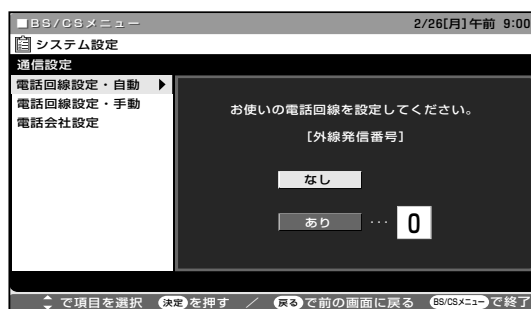 ■BS/CSメニュー 2/26[月]午前 9:00
システム設定
通信設定
電話回線設定・自動 ▶
電話回線設定・手動
電話会社設定
お使いの電話回線を設定してください。
[外線発信番号]
なし
あり ··· 0
で項目を選択 決定を押す / 戻るで前の画面に戻る BS/CSメニューで終了